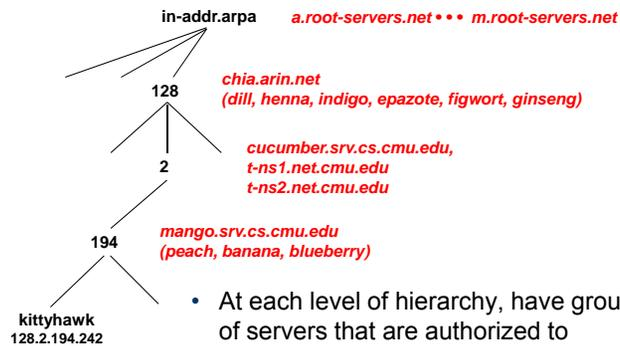 in-addr.arpa a.root-servers.net • • • m.root-servers.net
chia.arin.net
128 (dill, henna, indigo, epazote, figwort, ginseng)
cucumber.srv.cs.cmu.edu,
2 t-ns1.net.cmu.edu
t-ns2.net.cmu.edu
mango.srv.cs.cmu.edu
194 (peach, banana, blueberry)
• At each level of hierarchy, have grou
kittyhawk of servers that are authorized to
128.2.194.242